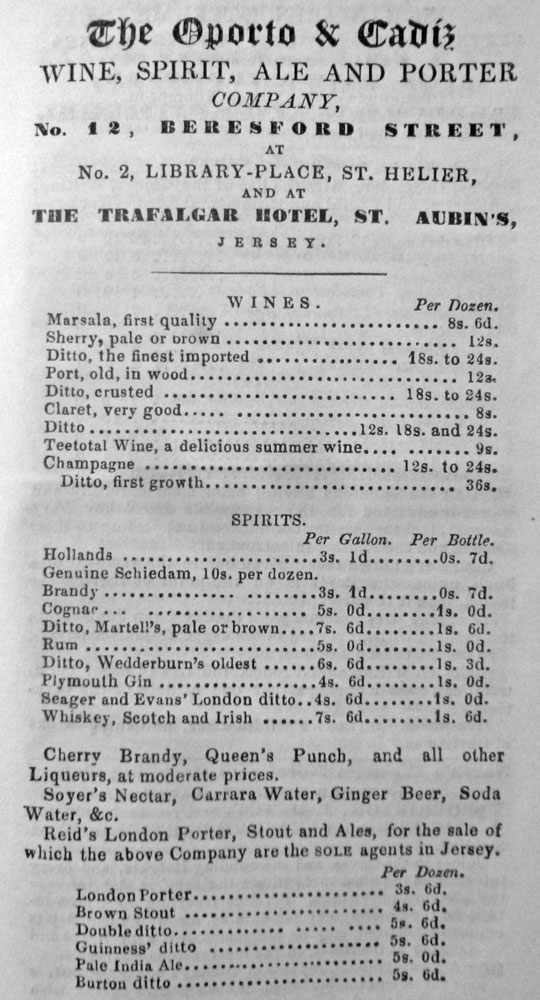 The Oporto & Cadiz
WINE, SPIRIT, ALE AND PORTER
COMPANY,
No. 12, BERESFORD STREET,
AT
No. 2, LIBRARY-PLACE, ST. HELIER,
AND AT
THE TRAFALGAR HOTEL, ST. AUBIN'S,
JERSEY.
WINES. Per Dozen.
Marsala, first quality ........................ 8s. 6d.
Sherry, pale or brown ........................ 12s.
Ditto, the finest imported ................ 18s. to 24s.
Port, old, in wood............................ 12s.
Ditto, crusted ........................ 18s. to 24s.
Claret, very good..... ........................ 8s.
Ditto ..............................12s. 18s. and 24s.
Teetotal Wine, a delicious summer wine.... ....... 9s.
Champagne ........................ 12s. to 24s.
Ditto, first growth............................ 36s.
SPIRITS.
Per Gallon. Per Bottle.
Hollands ....................3s. 1d........0s. 7d.
Genuine Schiedam, 10s. per dozen.
Brandy ........................3s. 1d........0s. 7d.
Cognac ... ................ 5s. 0d........1s. 0d.
Ditto, Martell's, pale or brown....7s. 6d........1s. 6d.
Rum ........................5s. 0d........1s. 0d.
Ditto, Wedderburn's oldest ......6s. 6d........1s. 3d.
Plymouth Gin ................4s. 6d........1s. 0d.
Seager and Evans' London ditto..4s. 6d........1s. 0d.
Whiskey, Scotch and Irish ......7s. 6d........1s. 6d.
Cherry Brandy, Queen's Punch, and all other
Liqueurs, at moderate prices.
Soyer's Nectar, Carrara Water, Ginger Beer, Soda
Water, &c.
Reid's London Porter, Stout and Ales, for the sale of
which the above Company are the SOLE agents in Jersey.
Per Dozen.
London Porter........................ 3s. 6d.
Brown Stout ........................ 4s. 6d.
Double ditto.............. ..... .... 5s. 6d.
Guinness' ditto ........................ 5s. 6d.
Pale India Ale........................ 5s. 0d.
Burton ditto ........................ 5s. 6d.